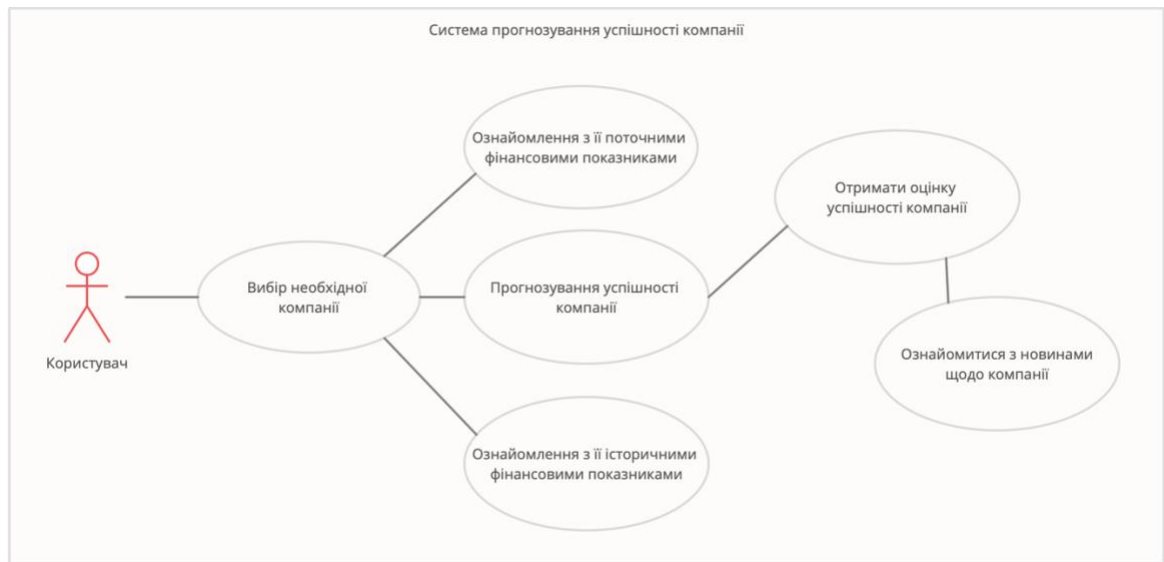 Система прогнозування успішності компанії
Ознайомлення з її поточними
фінансовими показниками
Отримати оцінку
успішності компанії
Вибір необхідної
компанії
Прогнозування успішності
компанії
Користувач
Ознайомитися з новинами
щодо компанії
Ознайомлення з її історичними
фінансовими показниками